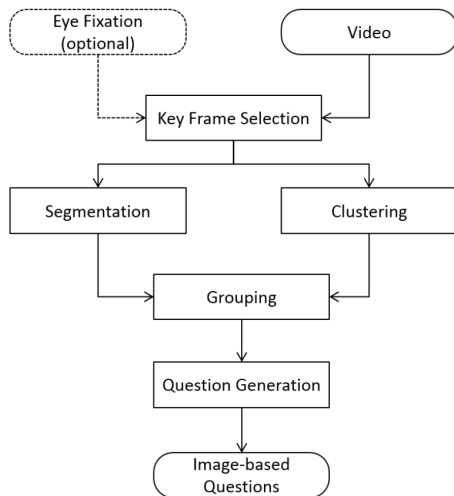 Eye Fixation
(optional)
Video
Key Frame Selection
Segmentation
Clustering
Grouping
Question Generation
Image-based
Questions